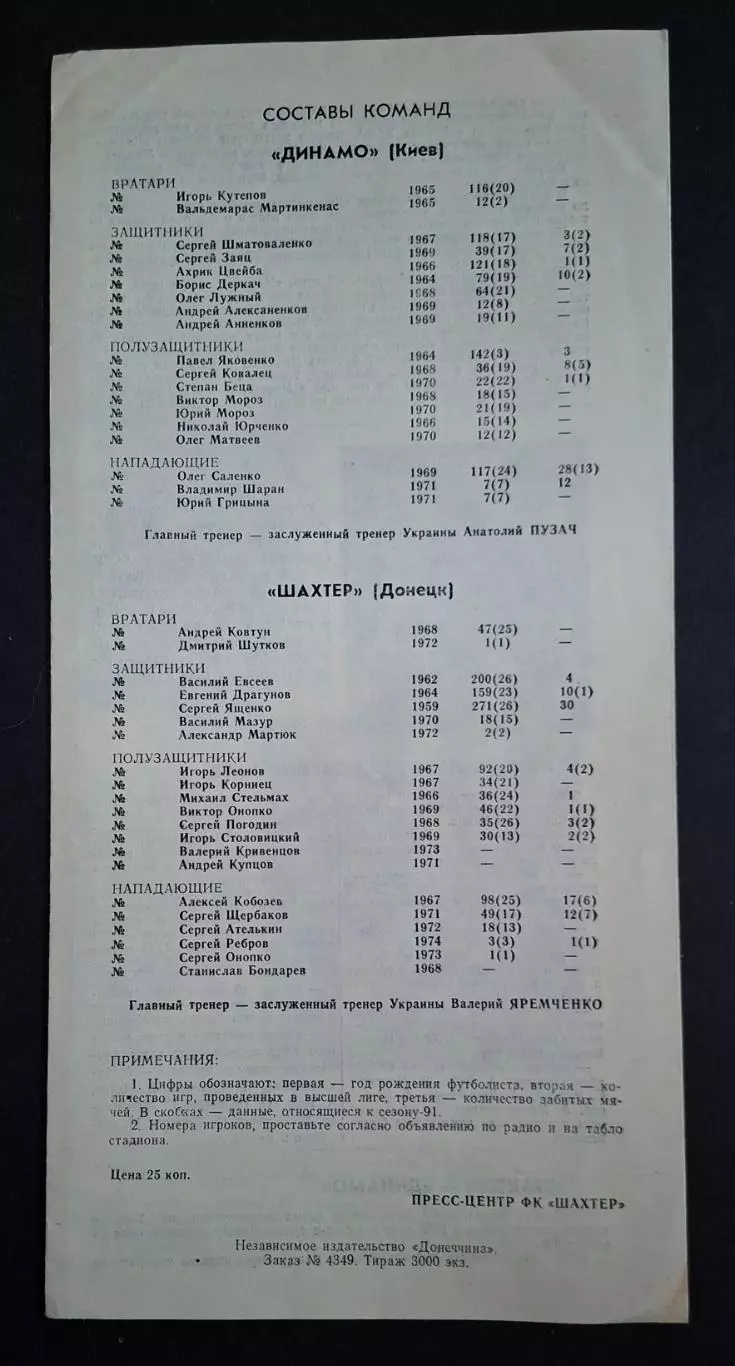 СОСТАВЫ КОМАНД
«ДИНАМО» (Киев)
ВРАТАРИ
№ Игорь Кутепов 1965 116(20) —
№ Вальдемарас Мартинкенас 1965 12(2) —
ЗАЩИТНИКИ
№ Сергей Шматоваленко 1967 118(17) 3(2)
№ Сергей Заяц 1969 39(17) 7(2)
№ Ахрик Цвейба 1966 121(18) 1(1)
№ Борис Деркач 1964 79(19) 10(2)
№ Олег Лужный 1968 64(21) —
№ Андрей Алексаненков 1969 12(8) —
№ Андрей Анненков 1969 19(11) —
ПОЛУЗАЩИТНИКИ
№ Павел Яковенко 1964 142(3) 3
№ Сергей Ковалец 1968 36(19) 8(5)
№ Степан Беца 1970 22(22) 1(1)
№ Виктор Мороз 1968 18(15) —
№ Юрий Мороз 1970 21(19) —
№ Николай Юрченко 1966 15(14) —
№ Олег Матвеев 1970 12(12) —
НАПАДАЮЩИЕ
№ Олег Саленко 1969 117(24) 28(13)
№ Владимир Шаран 1971 7(7) 12
№ Юрий Грицына 1971 7(7) —
Главный тренер — заслуженный тренер Украины Анатолий ПУЗАЧ
«ШАХТЕР» (Донецк)
ВРАТАРИ
№ Андрей Ковтун 1968 47(25) —
№ Дмитрий Шутков 1972 1(1) —
ЗАЩИТНИКИ
№ Василий Евсеев 1962 200(26) 4
№ Евгений Драгунов 1964 159(23) 10(1)
№ Сергей Ященко 1959 271(26) 30
№ Василий Мазур 1970 18(15) —
№ Александр Мартюк 1972 2(2) —
ПОЛУЗАЩИТНИКИ
№ Игорь Леонов 1967 92(20) 4(2)
№ Игорь Корниец 1967 34(21) —
№ Михаил Стельмах 1966 36(24) 1
№ Виктор Онопко 1969 46(22) 1(1)
№ Сергей Погодин 1968 35(26) 3(2)
№ Игорь Столовицкий 1969 30(13) 2(2)
№ Валерий Кривенцов 1973 — —
№ Андрей Купцов 1971 — —
НАПАДАЮЩИЕ
№ Алексей Кобозев 1967 98(25) 17(6)
№ Сергей Щербаков 1971 49(17) 12(7)
№ Сергей Ателькин 1972 18(13) —
№ Сергей Ребров 1974 3(3) 1(1)
№ Сергей Онопко 1973 1(1) —
№ Станислав Бондарев 1968 — —
Главный тренер — заслуженный тренер Украины Валерий ЯРЕМЧЕНКО
ПРИМЕЧАНИЯ:
1. Цифры обозначают: первая — год рождения футболиста, вторая — ко-
личество игр, проведенных в высшей лиге, третья — количество забитых мя-
чей. В скобках — данные, относящиеся к сезону-91.
2. Номера игроков, проставьте согласно объявлению по радио и на табло
стадиона.
Цена 25 коп.
ПРЕСС-ЦЕНТР ФК «ШАХТЕР»
Независимое издательство «Донеччина».
Заказ № 4349. Тираж 3000 экз.